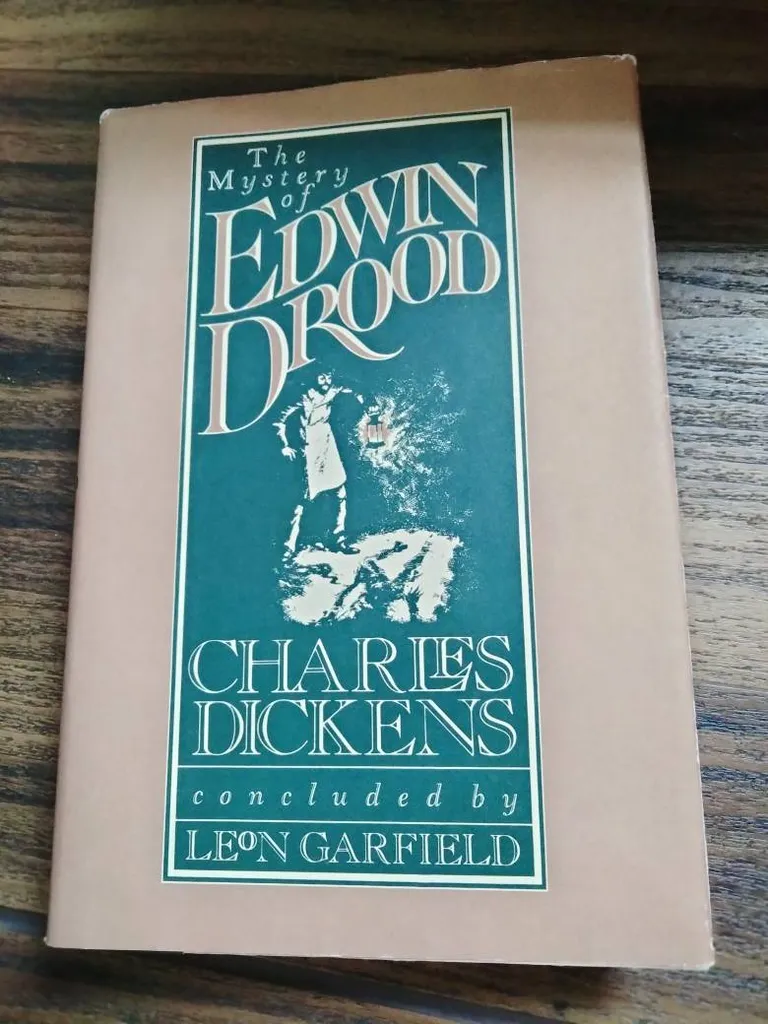 The
Mystery
of
EDWIN
DROOD
CHARLES
DICKENS
concluded by
LEON GARFIELD